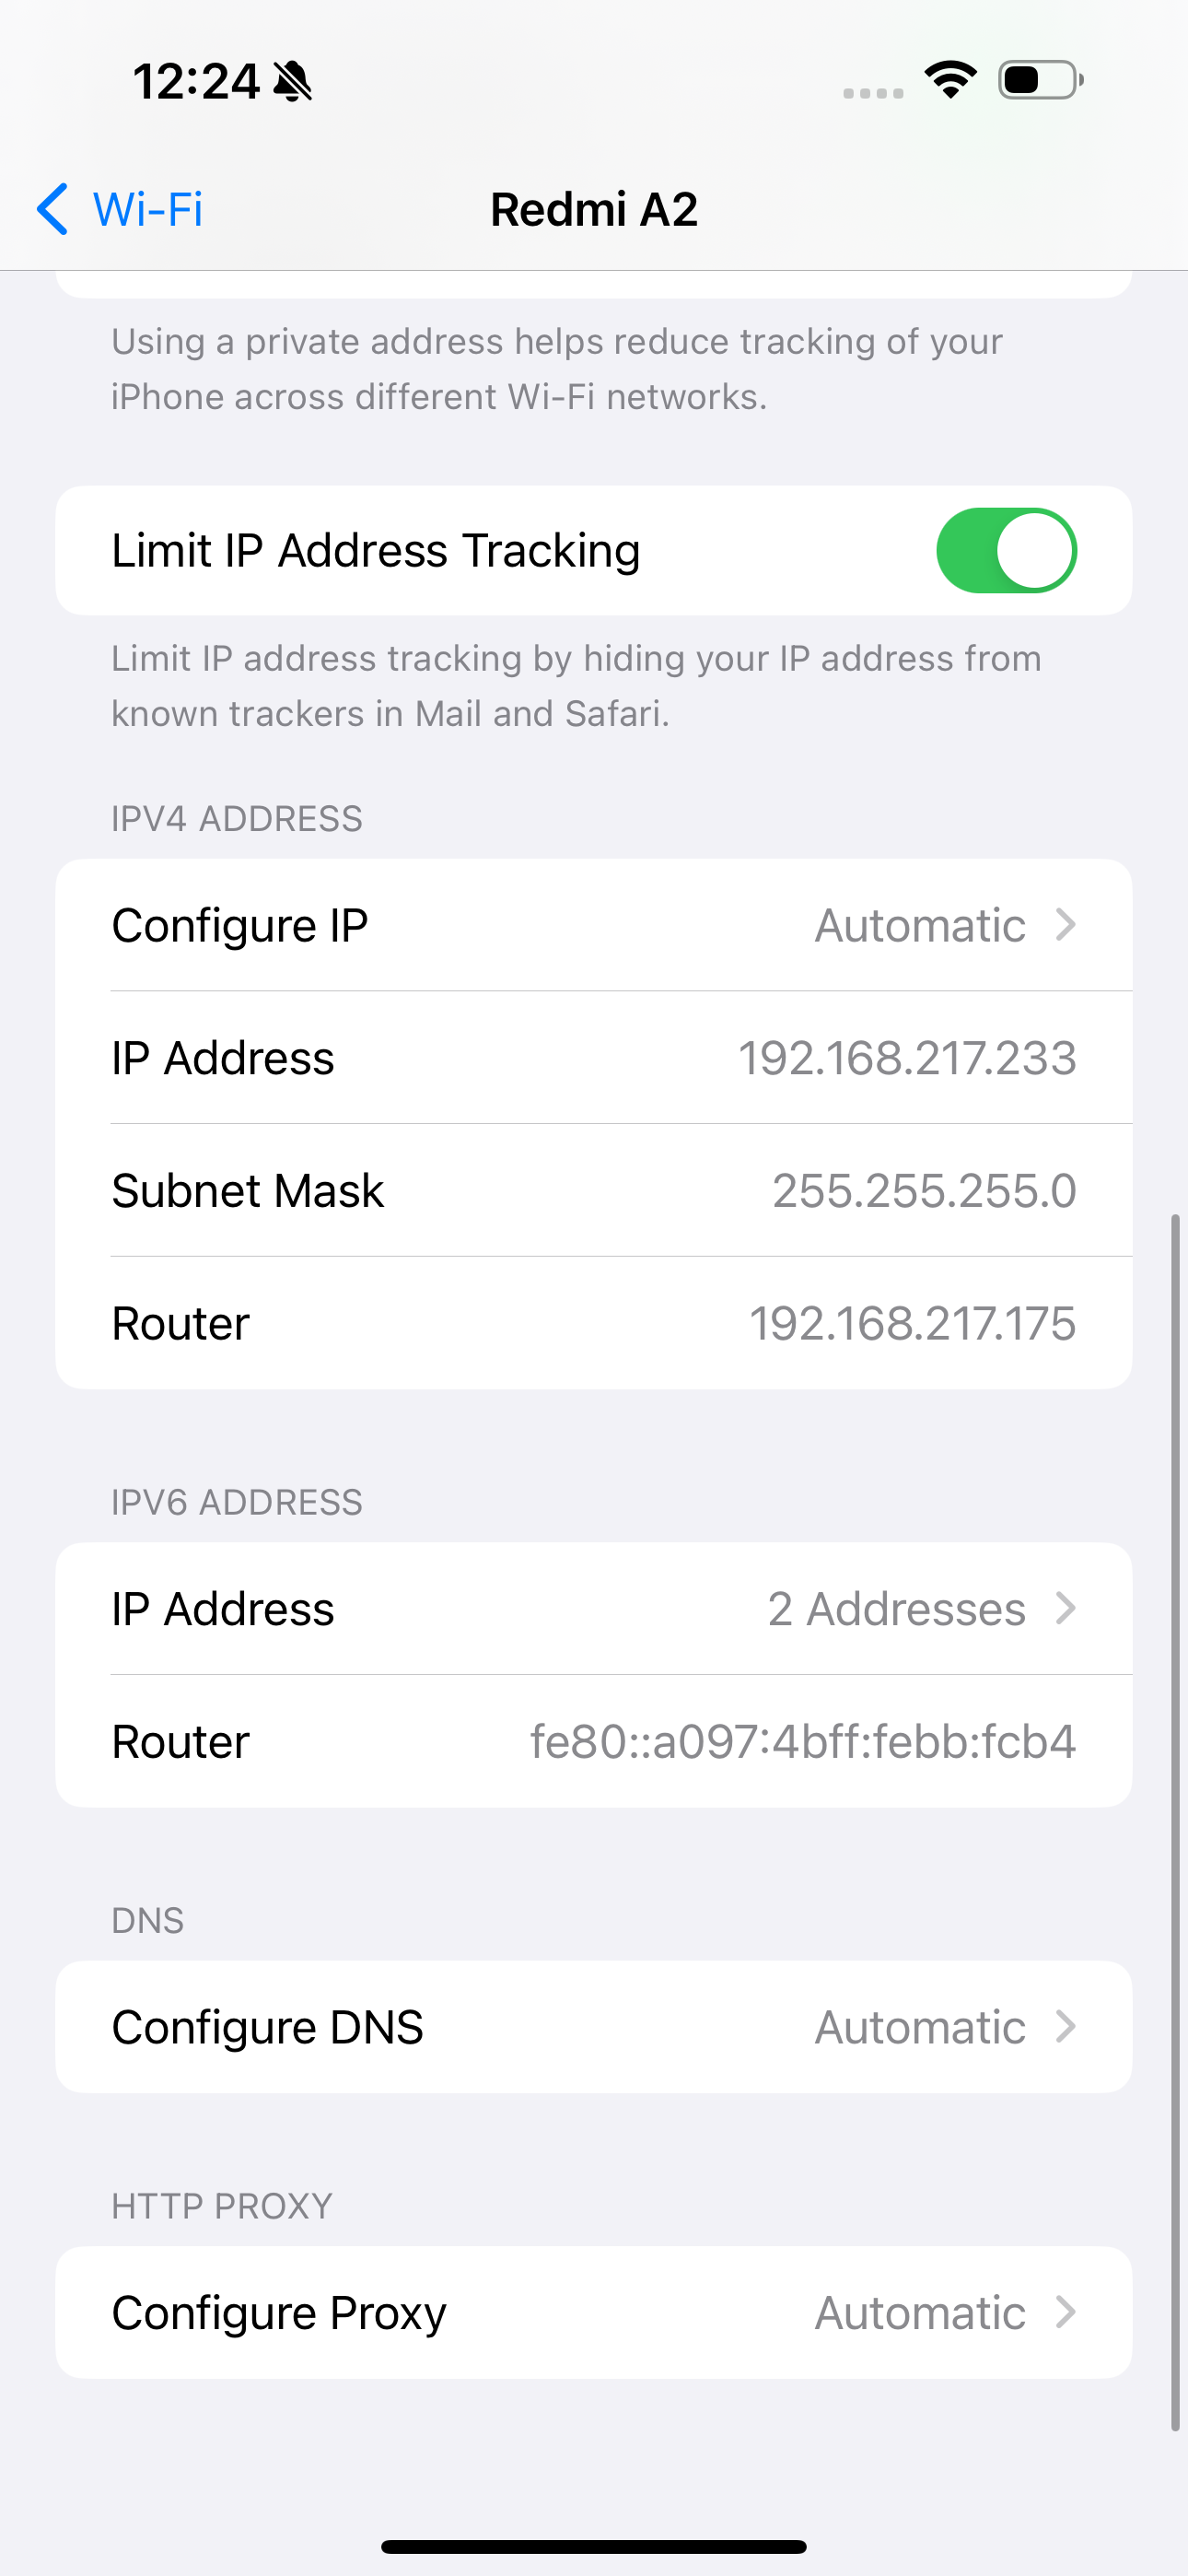 12:24
Wi-Fi
Redmi A2
Using a private address helps reduce tracking of your
iPhone across different Wi-Fi networks.
Limit IP Address Tracking
Limit IP address tracking by hiding your IP address from
known trackers in Mail and Safari.
IPV4 ADDRESS
Configure IP Automatic
IP Address 192.168.217.233
Subnet Mask 255.255.255.0
Router 192.168.217.175
IPV6 ADDRESS
IP Address 2 Addresses
Router fe80::a097:4bff:febb:fcb4
DNS
Configure DNS Automatic
HTTP PROXY
Configure Proxy Automatic